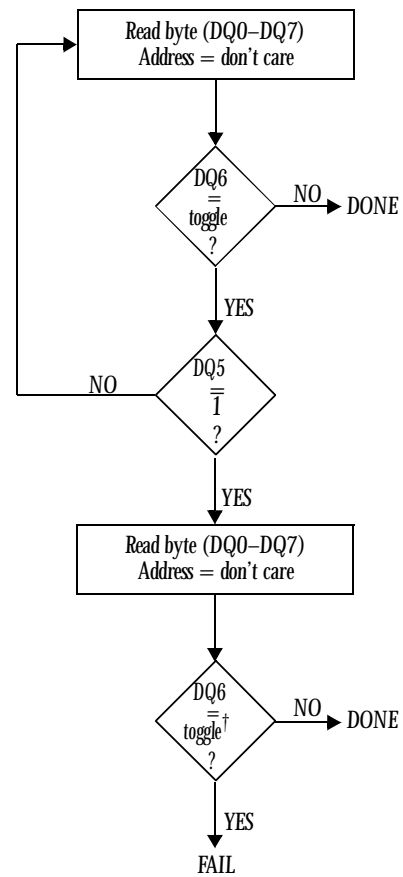 Read byte (DQ0–DQ7)
Address = don't care
DQ6
=
toggle
?
NO
DONE
YES
DQ5
=
1
?
NO
YES
Read byte (DQ0–DQ7)
Address = don't care
DQ6
=
toggle†
?
NO
DONE
YES
FAIL